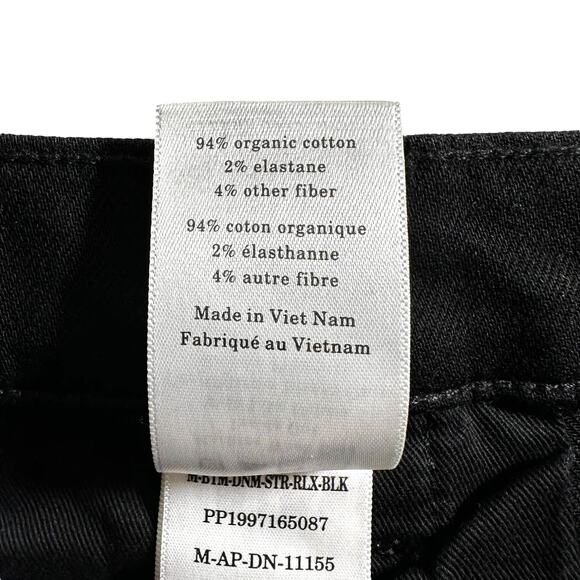 94% organic cotton
2% elastane
4% other fiber
94% coton organique
2% élasthanne
4% autre fibre
Made in Viet Nam
Fabriqué au Vietnam
M-BTM-DNM-STR-RLX-BLK
PP1997165087
M-AP-DN-11155